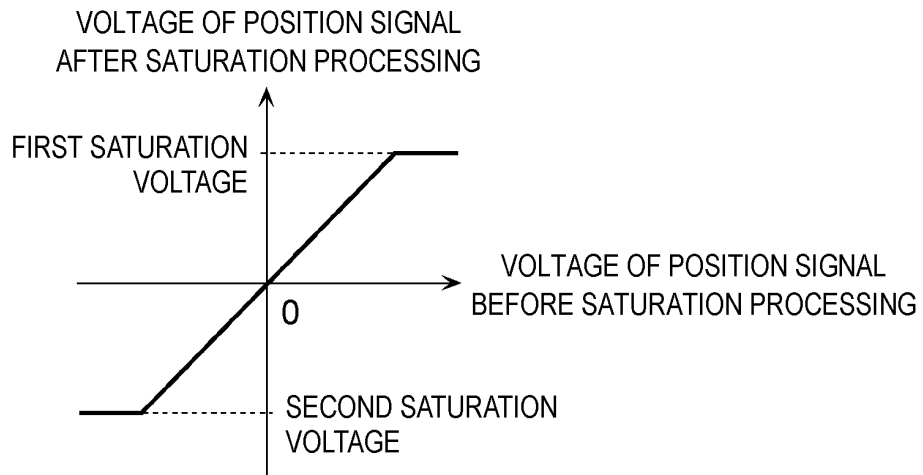 VOLTAGE OF POSITION SIGNAL
AFTER SATURATION PROCESSING
FIRST SATURATION
VOLTAGE
VOLTAGE OF POSITION SIGNAL
BEFORE SATURATION PROCESSING
0
SECOND SATURATION
VOLTAGE